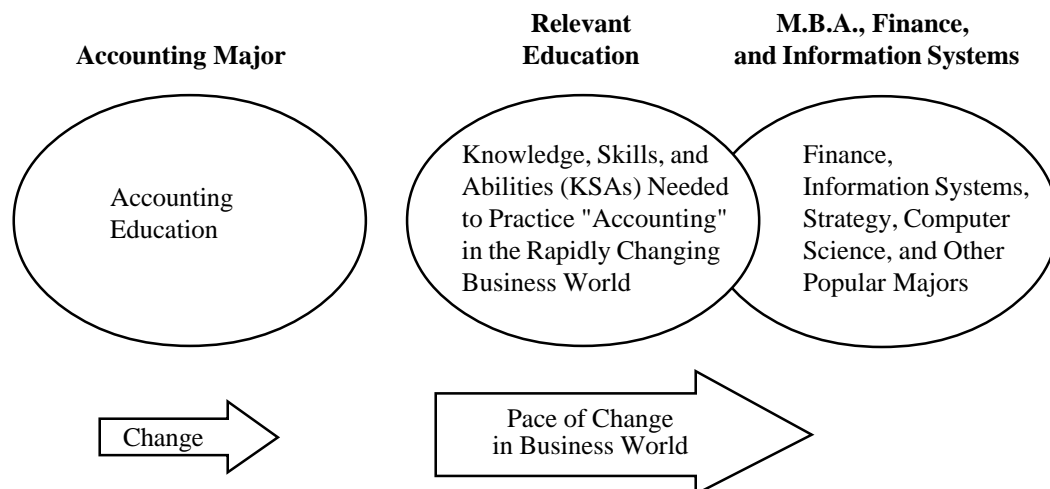 Accounting Major
Relevant
Education
M.B.A., Finance,
and Information Systems
Accounting
Education
Knowledge, Skills, and
Abilities (KSAs) Needed
to Practice "Accounting"
in the Rapidly Changing
Business World
Finance,
Information Systems,
Strategy, Computer
Science, and Other
Popular Majors
Change
Pace of Change
in Business World